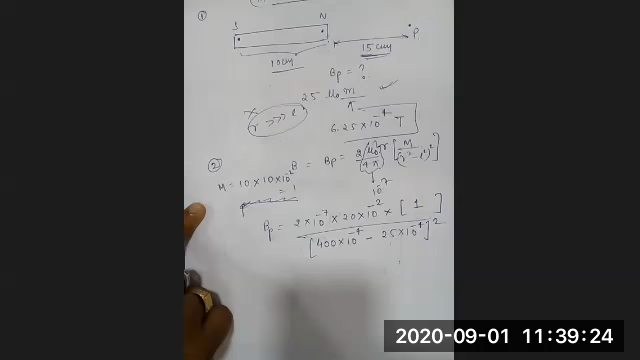 ①
S N
P
15 cm
10 cm
Bp = ?
25 μ₀ m
r >>> l
6.25 × 10⁻⁴ T
② B = Bp = 2 (μ₀/4π) r [M/(r² - l²)²]
M = 10 × 10 × 10⁻²
= 1
10⁻⁷
Bp = 2 × 10⁻⁷ × 20 × 10⁻² × [1]
[400 × 10⁻⁴ - 25 × 10⁻⁴]²
2020-09-01 11:39:24